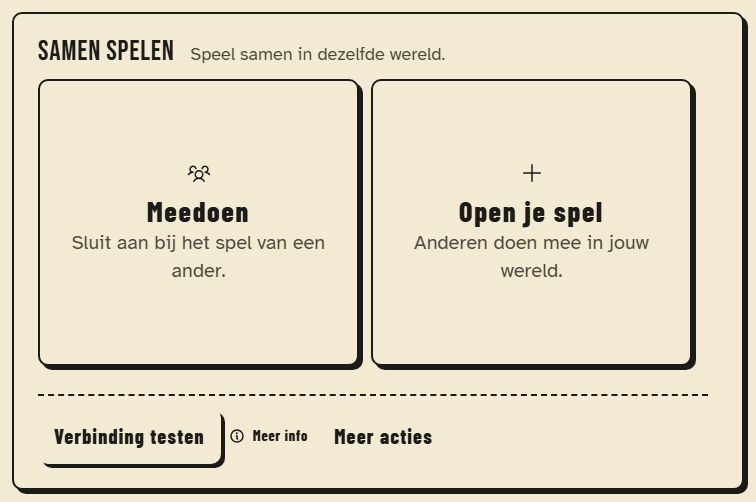 SAMEN SPELEN Speel samen in dezelfde wereld.
Meedoen
Sluit aan bij het spel van een
ander.
Open je spel
Anderen doen mee in jouw
wereld.
Verbinding testen Meer info Meer acties